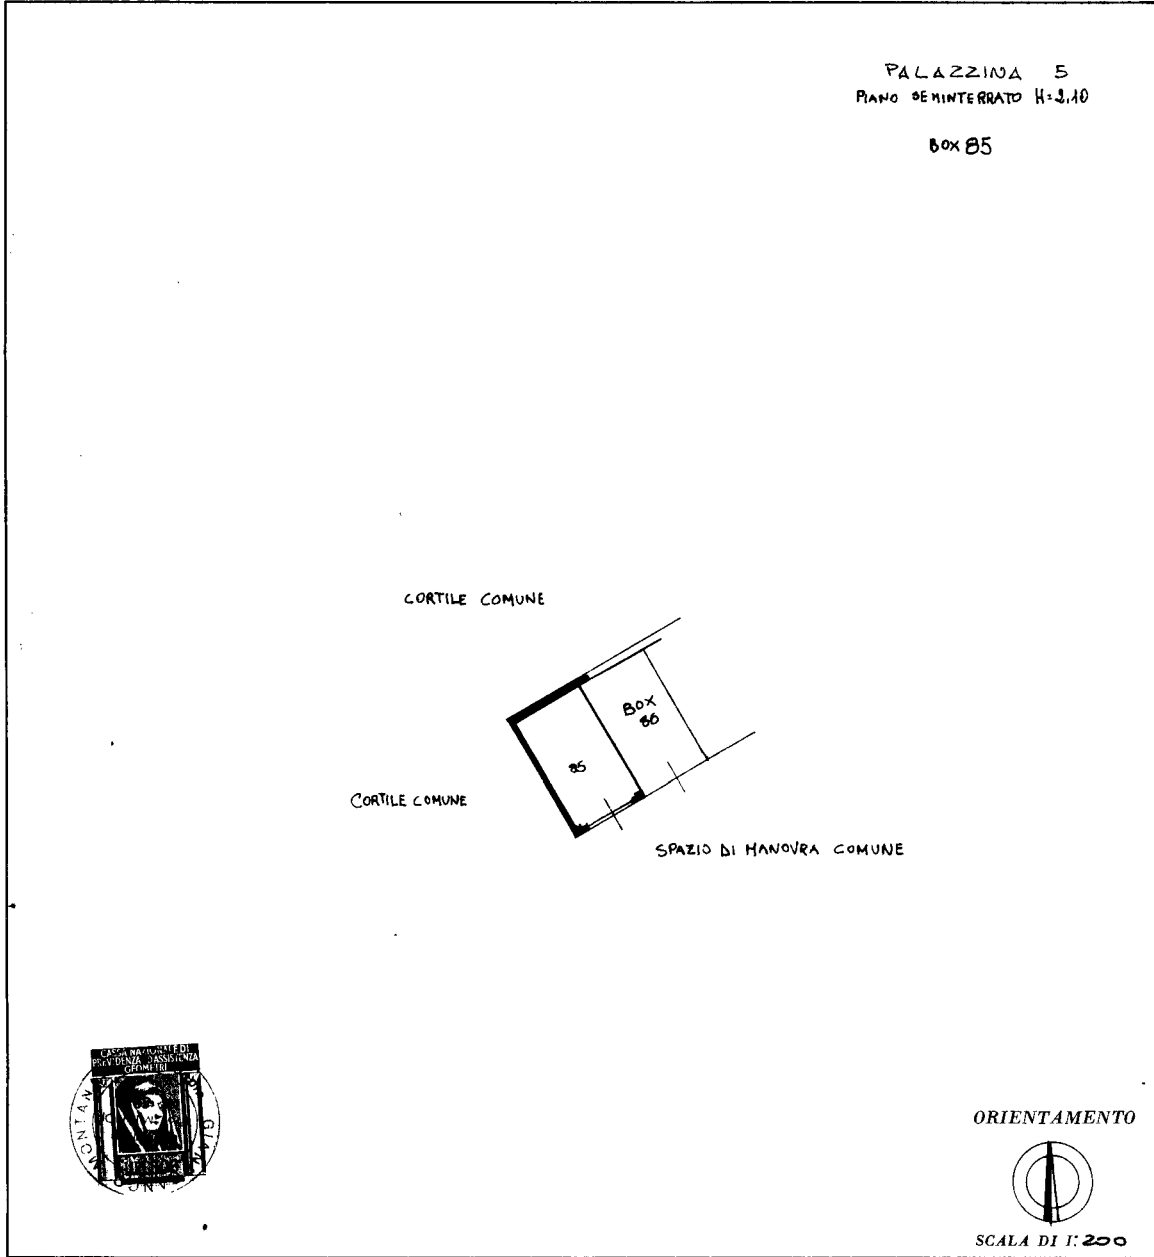 PALAZZINA 5
PIANO SEMINTERRATO H=2,10
BOX 85
CORTILE COMUNE
BOX
86
85
CORTILE COMUNE
SPAZIO DI MANOVRA COMUNE
CASSA NAZIONALE DI
PREVIDENZA ASSISTENZA
GEOMETRI
ORIENTAMENTO
SCALA DI 1:200